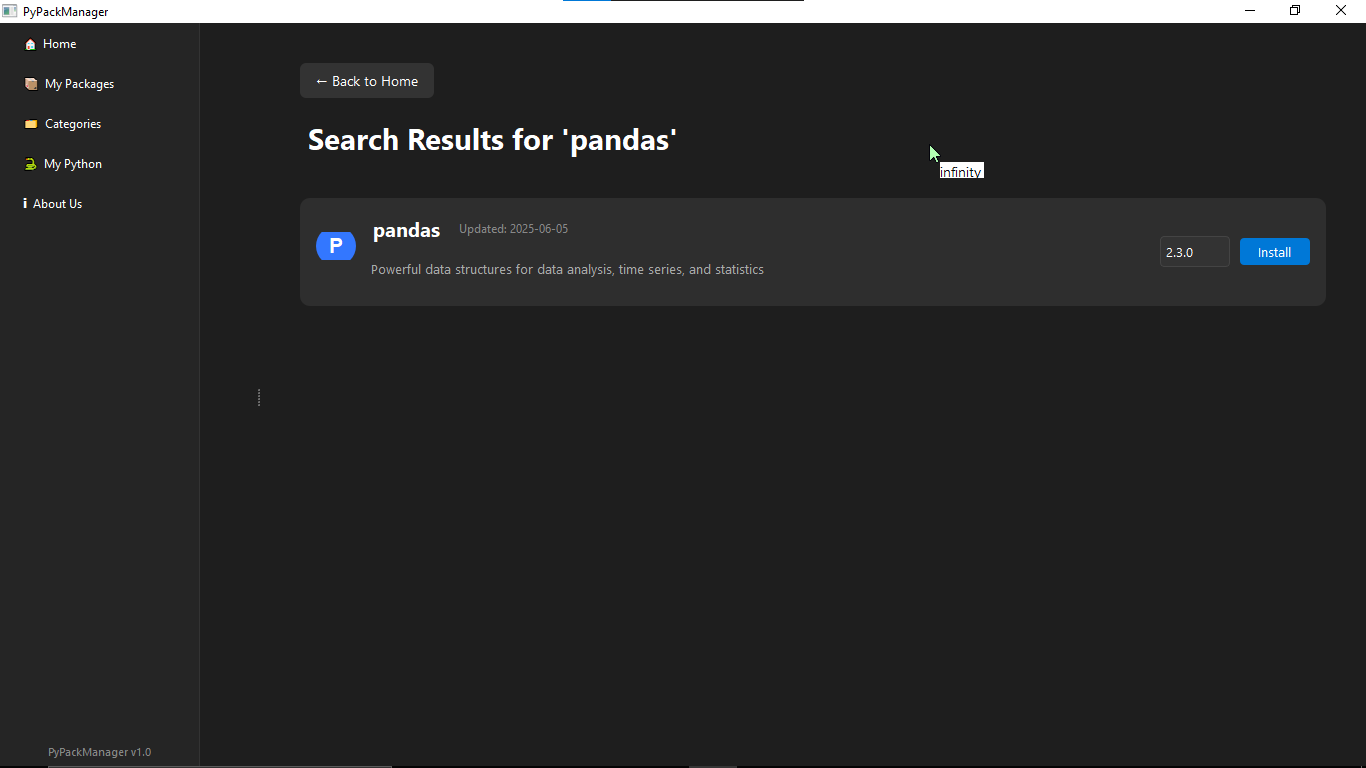 PyPackManager
Home
My Packages
Categories
My Python
About Us
← Back to Home
Search Results for 'pandas'
infinity
P
pandas
Updated: 2025-06-05
Powerful data structures for data analysis, time series, and statistics
2.3.0
Install
PyPackManager v1.0